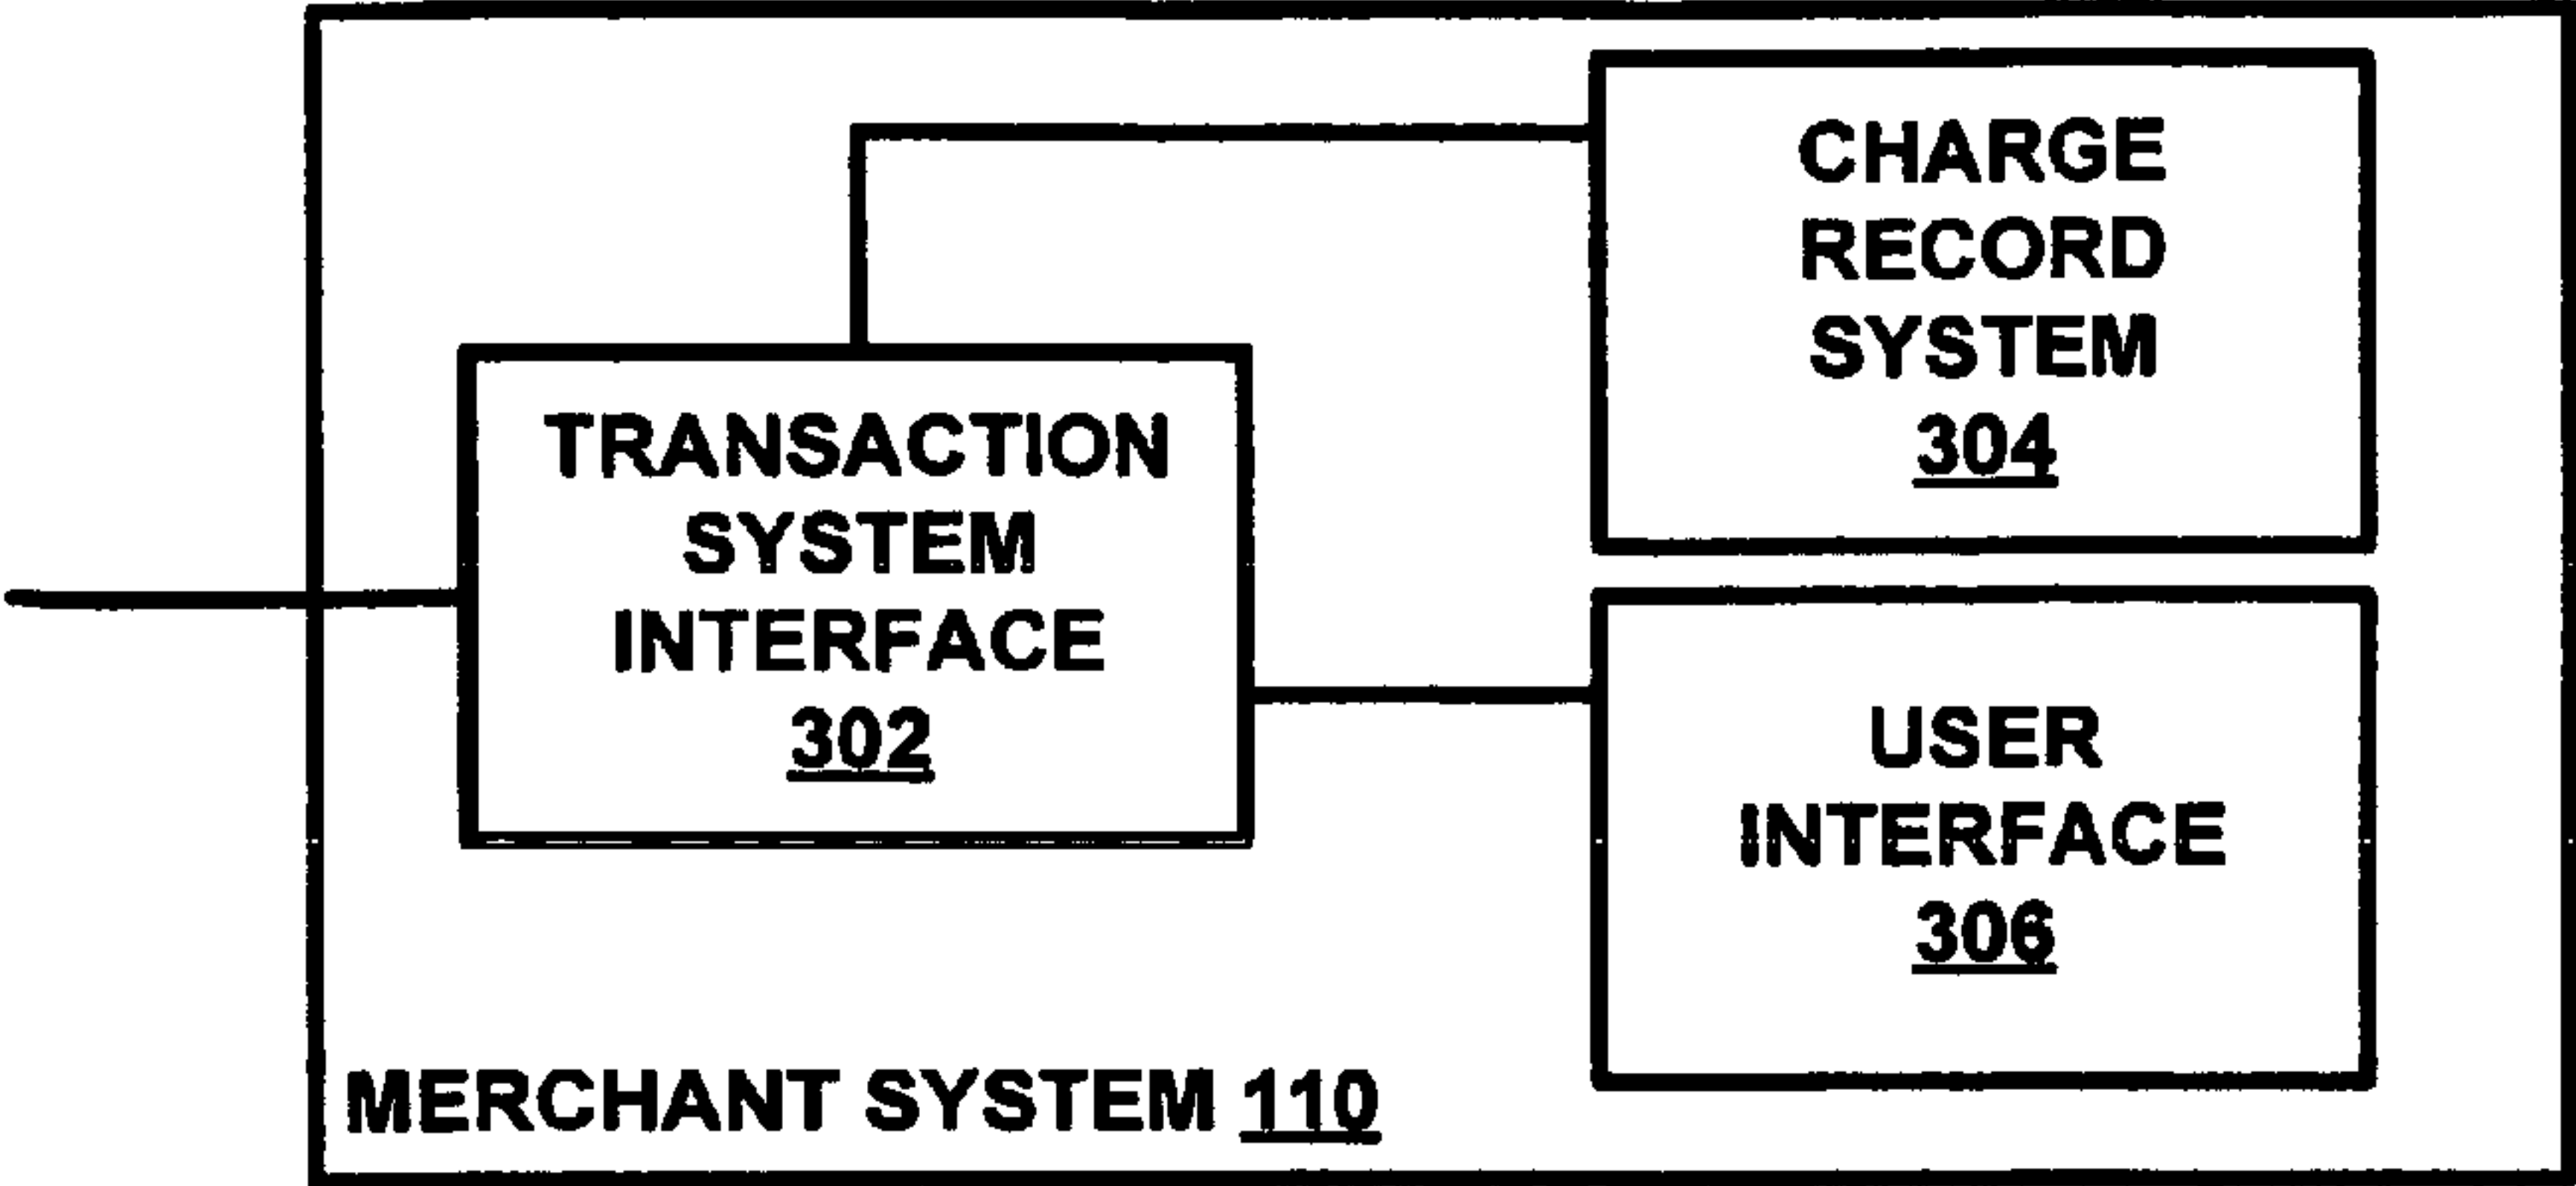 CHARGE
RECORD
SYSTEM
304
TRANSACTION
SYSTEM
INTERFACE
302
USER
INTERFACE
306
MERCHANT SYSTEM 110